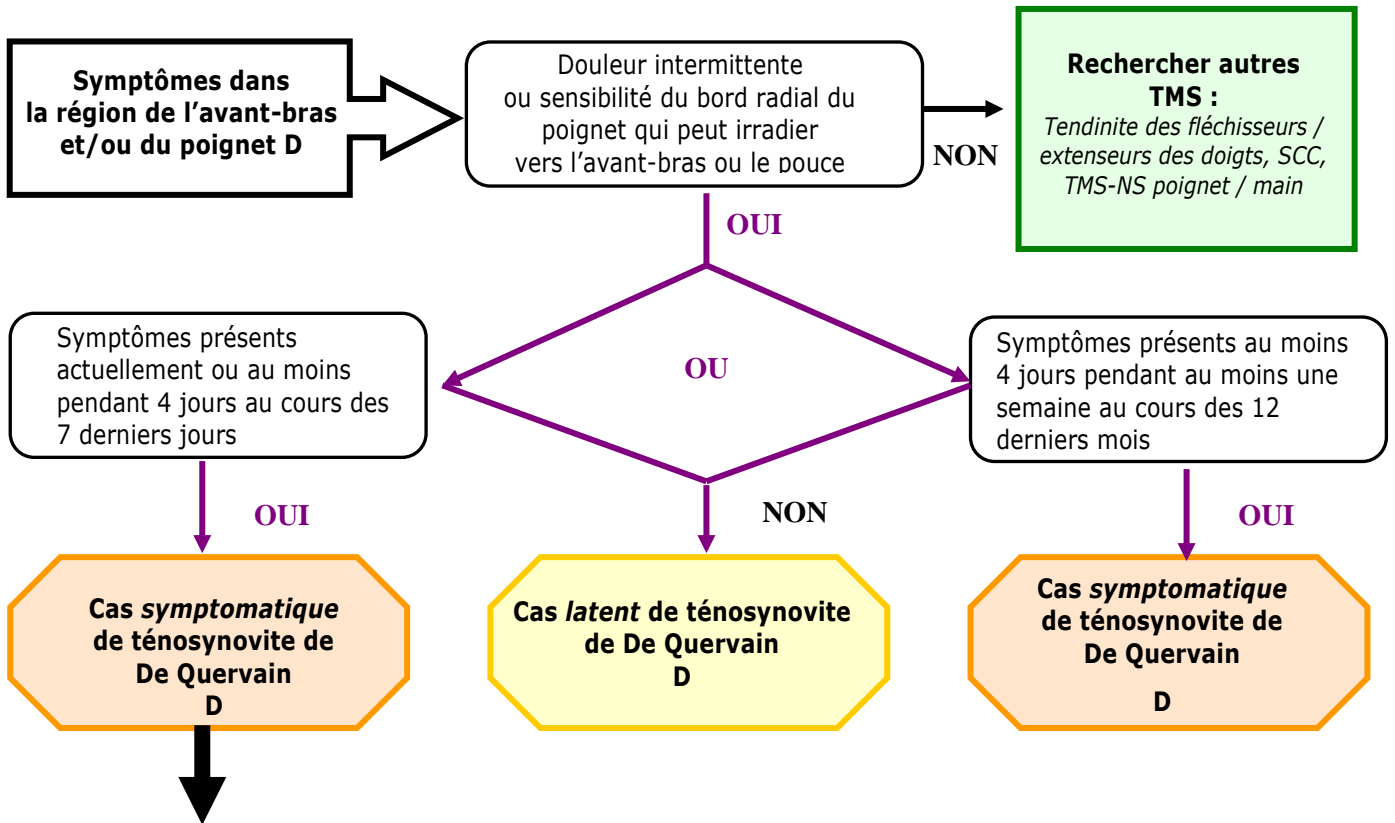 Symptômes dans
la région de l’avant-bras
et/ou du poignet D
Douleur intermittente
ou sensibilité du bord radial du
poignet qui peut irradier
vers l’avant-bras ou le pouce
NON
Rechercher autres
TMS :
Tendinite des fléchisseurs /
extenseurs des doigts, SCC,
TMS-NS poignet / main
OUI
Symptômes présents
actuellement ou au moins
pendant 4 jours au cours des
7 derniers jours
OU
Symptômes présents au moins
4 jours pendant au moins une
semaine au cours des 12
derniers mois
OUI
NON
OUI
Cas symptomatique
de ténosynovite de
De Quervain
D
Cas latent de ténosynovite
de De Quervain
D
Cas symptomatique
de ténosynovite de
De Quervain
D